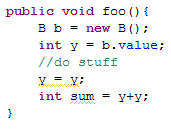 public void foo(){
B b = new B();
int y = b.value;
//do stuff
y = y;
int sum = y+y;
}